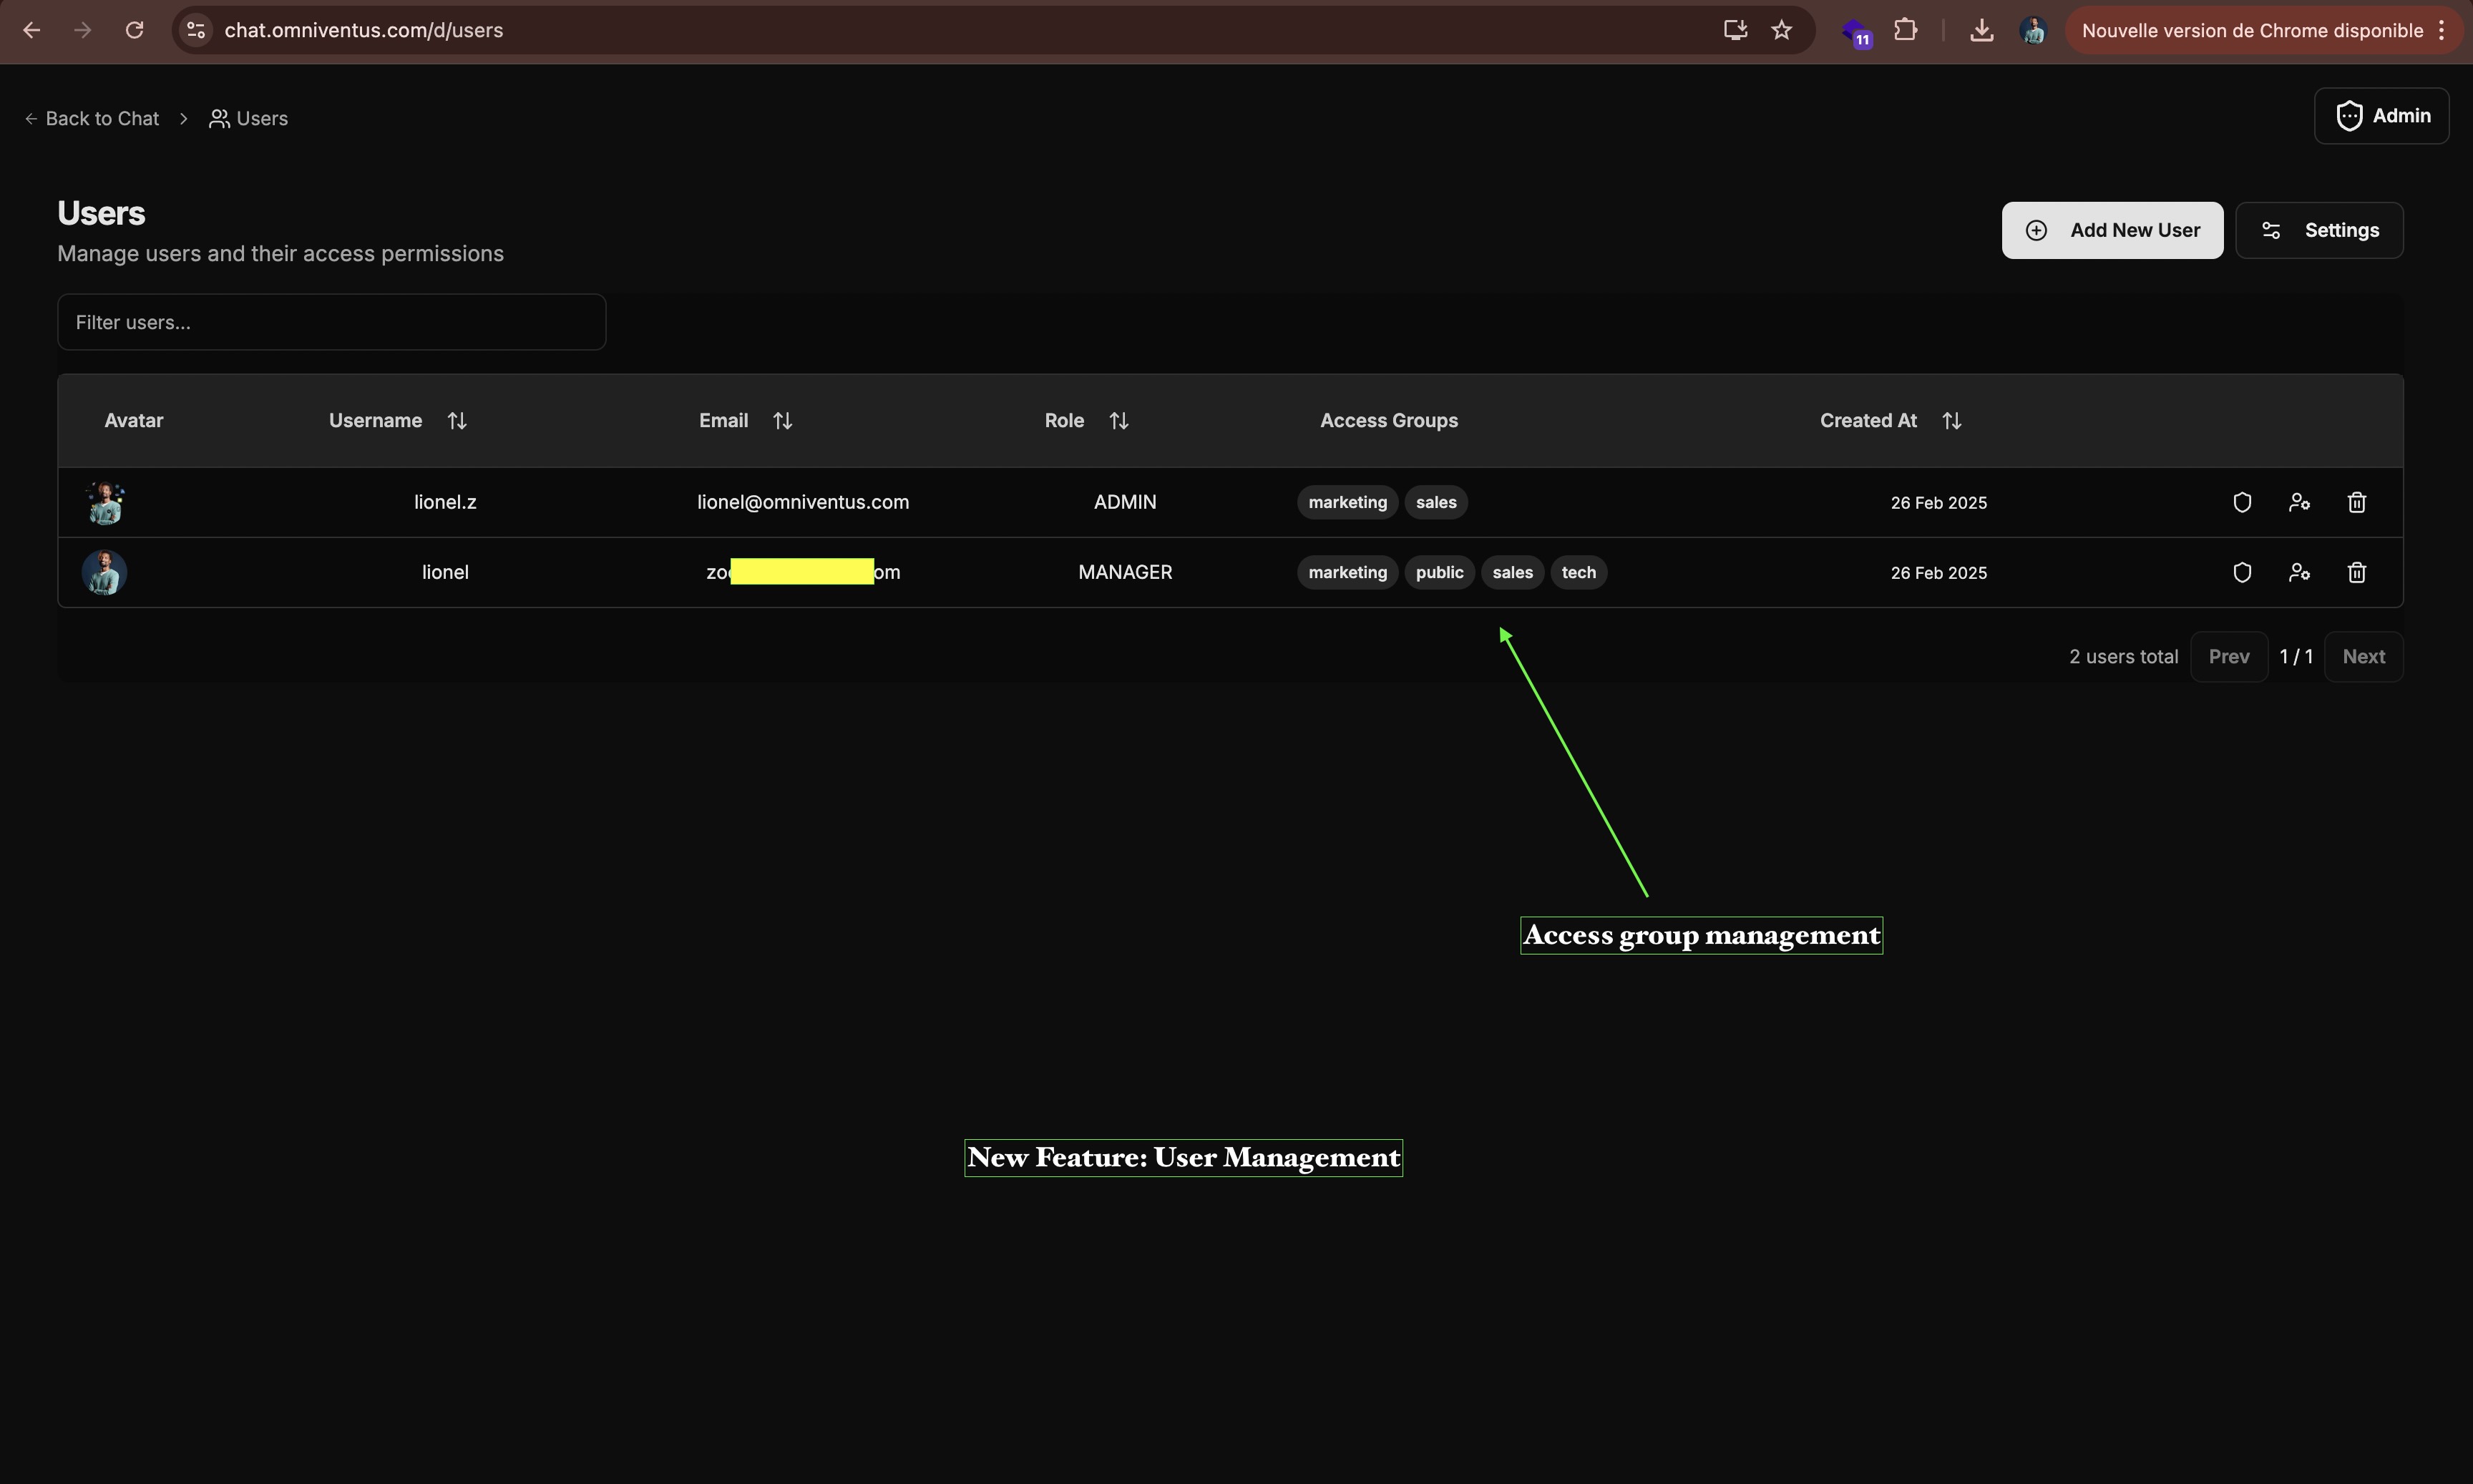 chat.omniventus.com/d/users
11
Nouvelle version de Chrome disponible
Back to Chat
Users
Admin
Users
Manage users and their access permissions
Add New User
Settings
Filter users...
Avatar Username Email Role Access Groups Created At
lionel.z lionel@omniventus.com ADMIN marketing sales 26 Feb 2025
lionel MANAGER marketing public sales tech 26 Feb 2025
2 users total Prev 1 / 1 Next
Access group management
New Feature: User Management